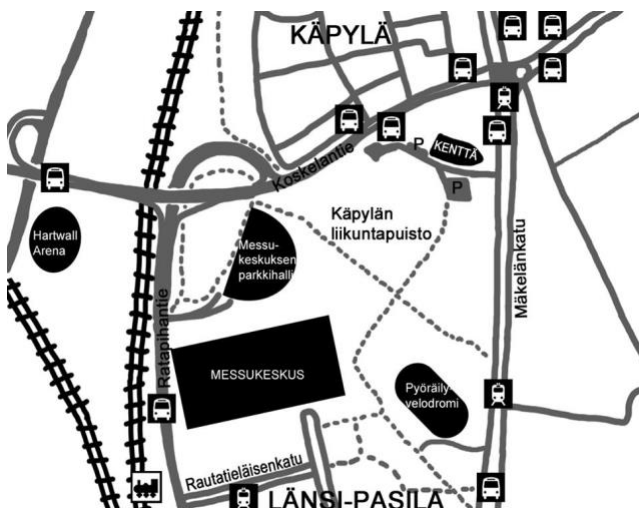 KÄPYLÄ
P
KENTTÄ
P
Koskelantie
Käpylän
liikuntapuisto
Mäkelänkatu
Hartwall
Arena
Messu-
keskuksen
parkkihalli
Ratapihantie
MESSUKESKUS
Pyöräily-
velodromi
Rautatieläisenkatu
LÄNSI-PASILA